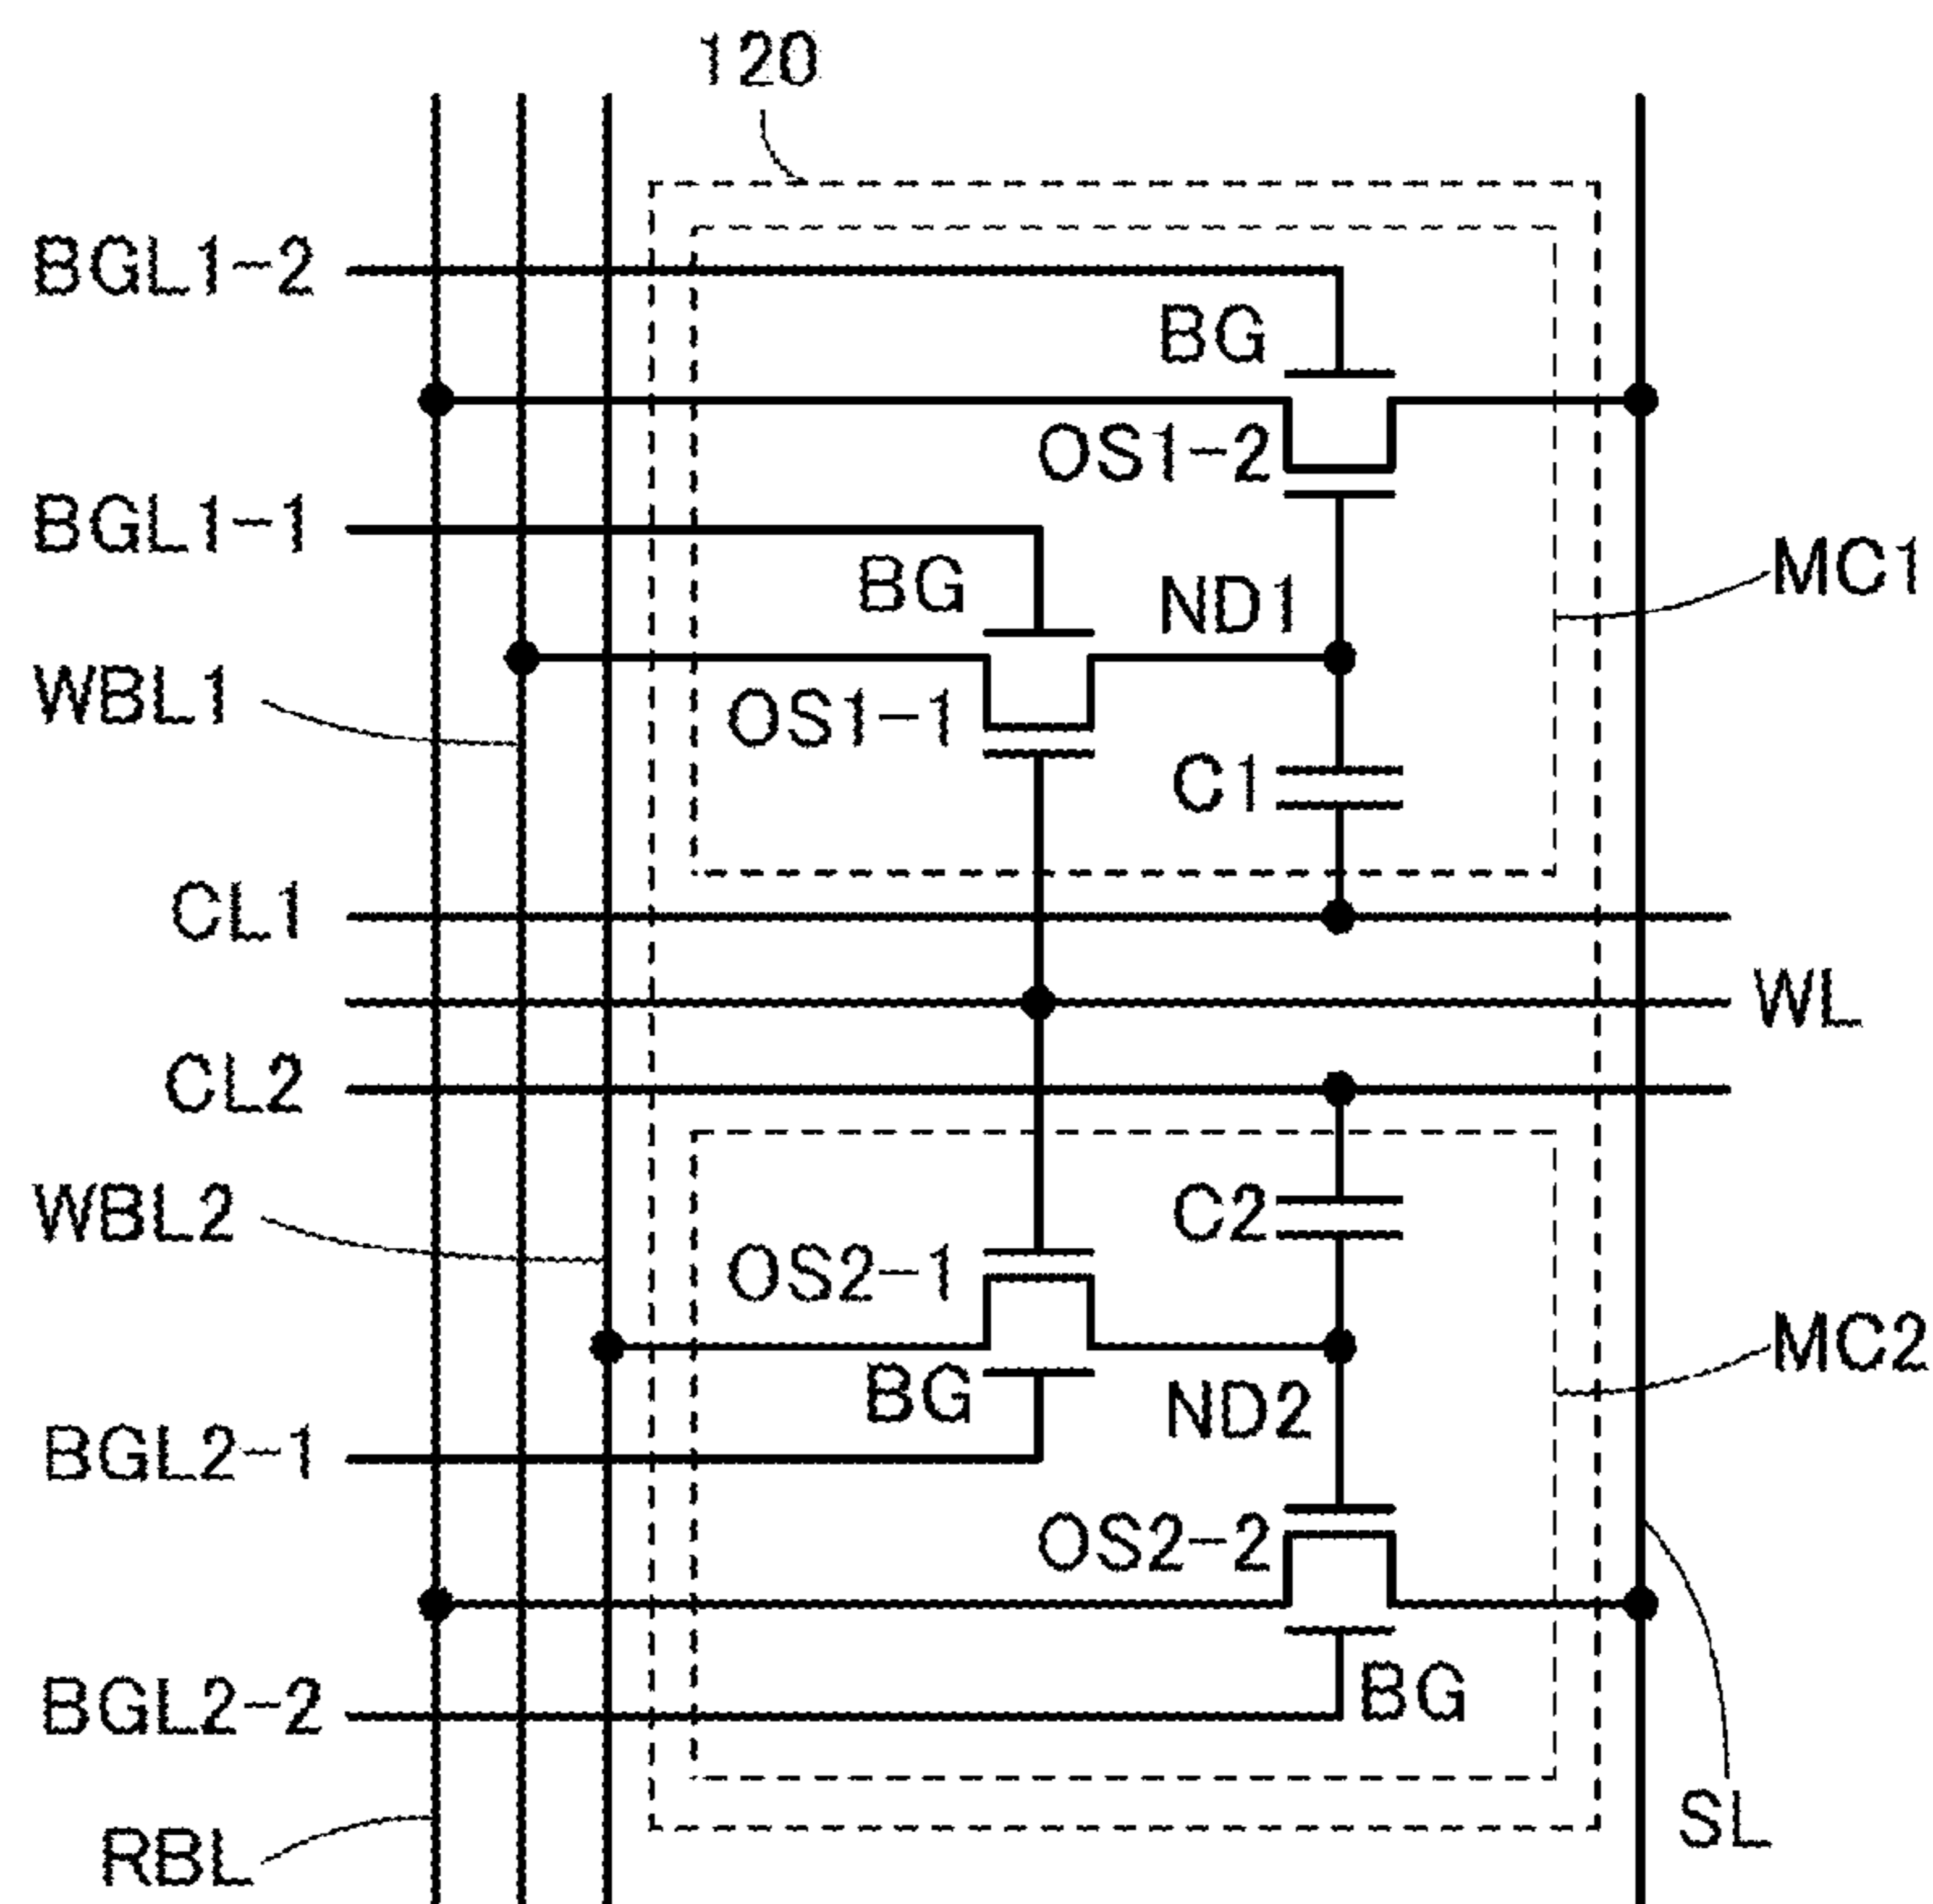 120
BGL1-2
BG
OS1-2
BGL1-1
BG
ND1
MC1
WBL1
OS1-1
C1
CL1
WL
CL2
WBL2
C2
OS2-1
MC2
BG
ND2
BGL2-1
OS2-2
BGL2-2
BG
SL
RBL